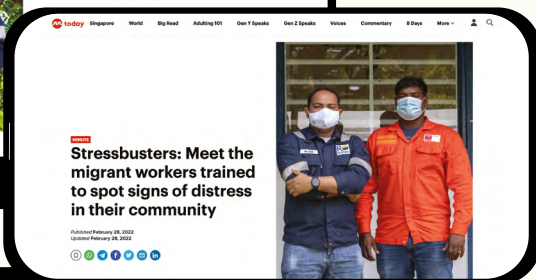 today Singapore World Big Read Adulting 101 Gen Y Speaks Gen Z Speaks Voices Commentary 8 Days More
MINUTE
Stressbusters: Meet the
migrant workers trained
to spot signs of distress
in their community
Published February 28, 2022
Updated February 28, 2022